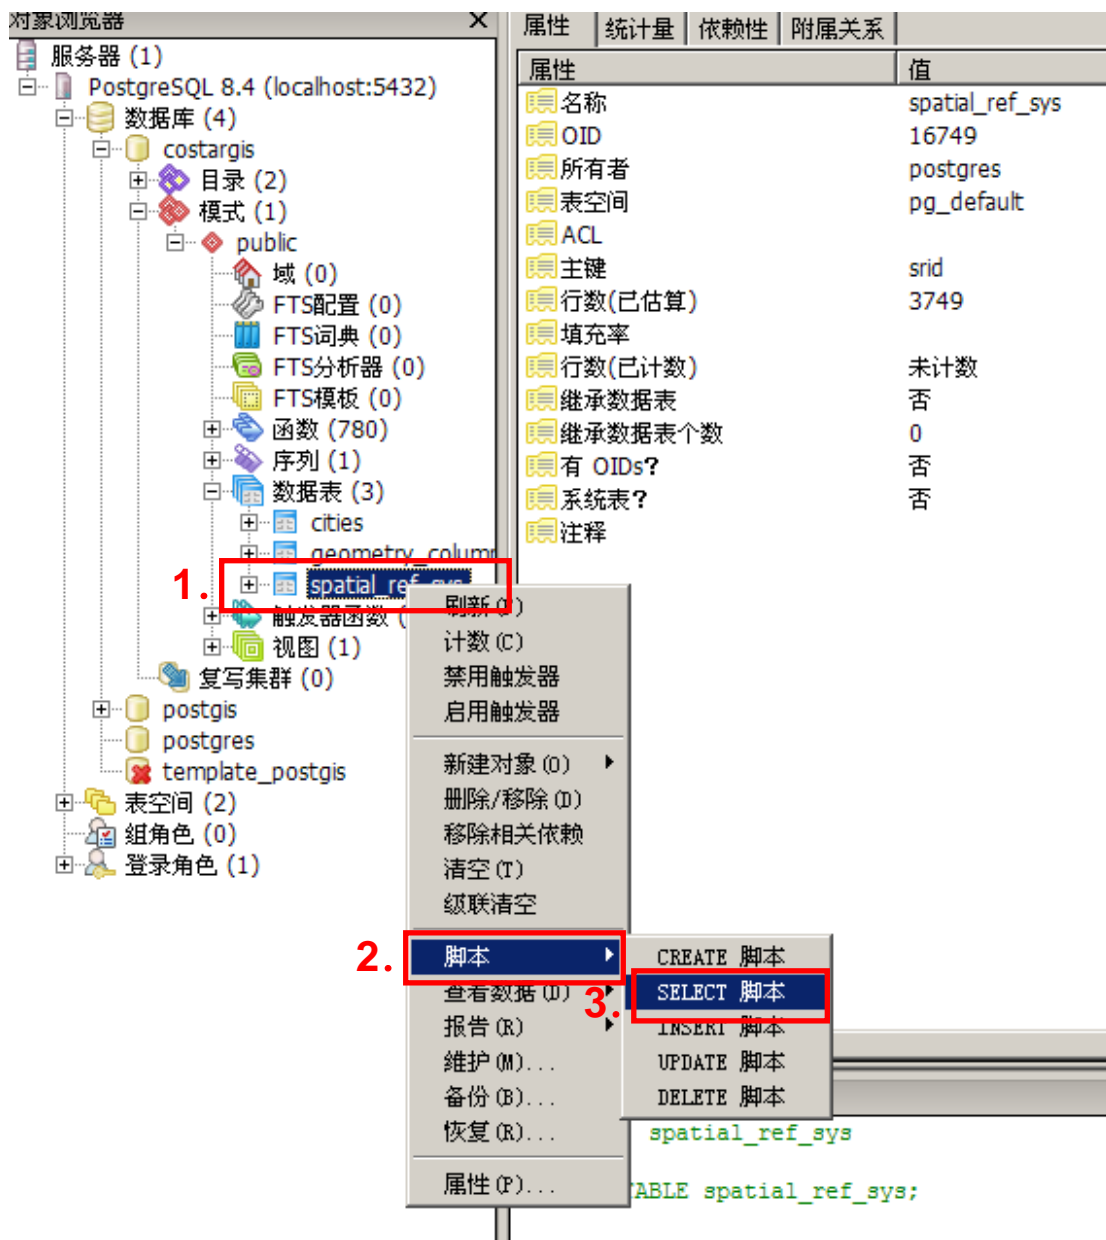 对象浏览器
服务器 (1)
PostgreSQL 8.4 (localhost:5432)
数据库 (4)
costargis
目录 (2)
模式 (1)
public
域 (0)
FTS配置 (0)
FTS词典 (0)
FTS分析器 (0)
FTS模板 (0)
函数 (780)
序列 (1)
数据表 (3)
cities
geometry_column
1. spatial_ref_sys
触发器函数 (
视图 (1)
复写集群 (0)
postgis
postgres
template_postgis
表空间 (2)
组角色 (0)
登录角色 (1)
属性 统计量 依赖性 附属关系
属性 值
名称 spatial_ref_sys
OID 16749
所有者 postgres
表空间 pg_default
ACL
主键 srid
行数(已估算) 3749
填充率
行数(已计数) 未计数
继承数据表 否
继承数据表个数 0
有 OIDs? 否
系统表? 否
注释
刷新(F)
计数(C)
禁用触发器
启用触发器
新建对象(O)
删除/移除(D)
移除相关依赖
清空(T)
级联清空
2. 脚本
查看数据(D)
报告(R)
维护(M)...
备份(B)...
恢复(R)...
属性(P)...
CREATE 脚本
3. SELECT 脚本
INSERT 脚本
UPDATE 脚本
DELETE 脚本
spatial_ref_sys
TABLE spatial_ref_sys;